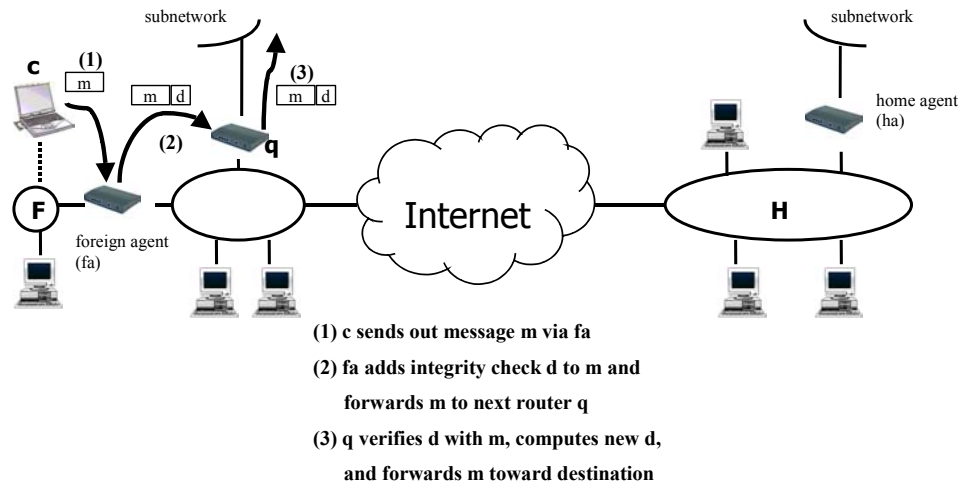 subnetwork
subnetwork
(1)
c
m
(3)
m d
m d
(2)
q
home agent
(ha)
F
Internet
H
foreign agent
(fa)
(1) c sends out message m via fa
(2) fa adds integrity check d to m and
forwards m to next router q
(3) q verifies d with m, computes new d,
and forwards m toward destination